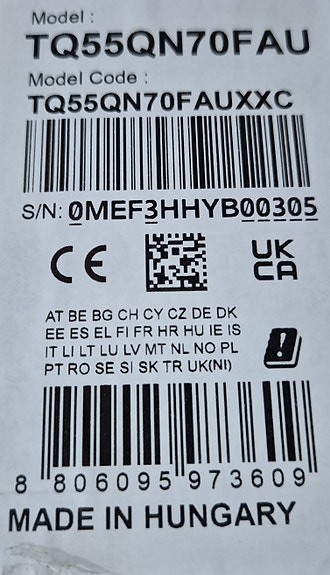 Model :
TQ55QN70FAU
Model Code :
TQ55QN70FAUXXC
S/N: 0MEF3HHYB00305
CE
UK
CA
AT BE BG CH CY CZ DE DK
EE ES EL FI FR HR HU IE IS
IT LI LT LU LV MT NL NO PL
PT RO SE SI SK TR UK(NI)
8 806095 973609
MADE IN HUNGARY